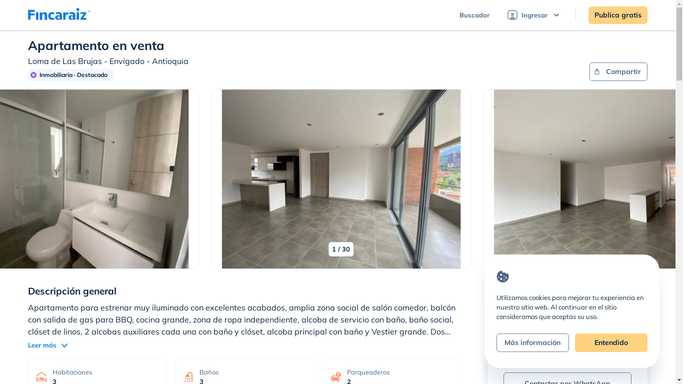 Fincaraiz
Buscador
Ingresar
Publica gratis
Apartamento en venta
Loma de Las Brujas - Envigado - Antioquia
Inmobiliaria · Destacado
Compartir
1 / 30
Descripción general
Apartamento para estrenar muy iluminado con excelentes acabados, amplia zona social de salón comedor, balcón
con salida de gas para BBQ, cocina grande, zona de ropa independiente, alcoba de servicio con baño, baño social,
clóset de linos, 2 alcobas auxiliares cada una con baño y clóset, alcoba principal con baño y Vestier grande. Dos...
Leer más
Habitaciones
3
Baños
3
Parqueaderos
2
Utilizamos cookies para mejorar tu experiencia en
nuestro sitio web. Al continuar en el sitio
consideramos que aceptas su uso.
Más información
Entendido
Contactar por WhatsApp